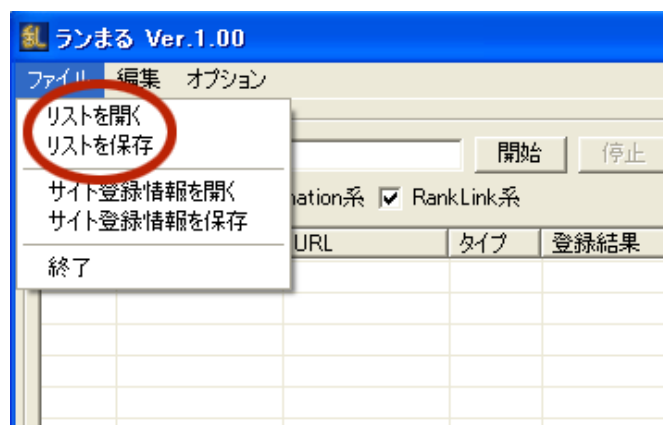 乱 ランまる Ver.1.00
ファイル 編集 オプション
リストを開く
リストを保存
開始 停止
サイト登録情報を開く
ation系 RankLink系
サイト登録情報を保存
URL タイプ 登録結果
終了